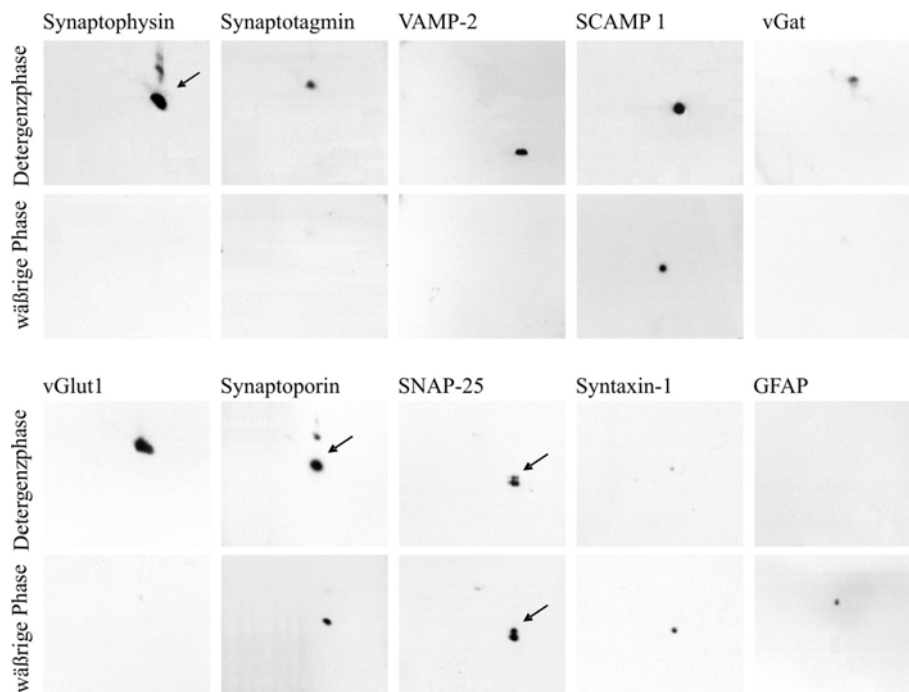 Synaptophysin Synaptotagmin VAMP-2 SCAMP 1 vGat
Detergenzphase
wäßrige Phase
vGlut1 Synaptoporin SNAP-25 Syntaxin-1 GFAP
Detergenzphase
wäßrige Phase